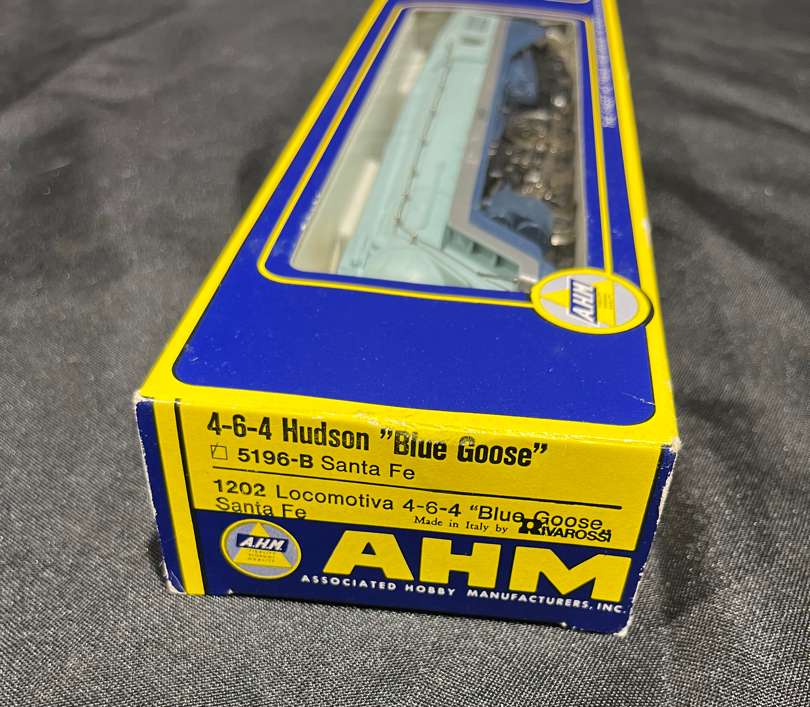 AHM
4-6-4 Hudson "Blue Goose"
5196-B Santa Fe
1202 Locomotiva 4-6-4 "Blue Goose
Santa Fe
Made in Italy by RIVAROSSI
A.H.M.
AHM
ASSOCIATED HOBBY MANUFACTURERS, INC.